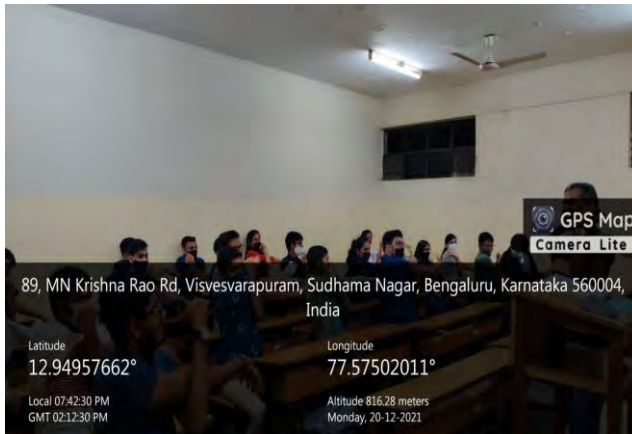 GPS Map
Camera Lite
89, MN Krishna Rao Rd, Visvesvarapuram, Sudhama Nagar, Bengaluru, Karnataka 560004,
India
Latitude
12.94957662°
Longitude
77.57502011°
Local 07:42:30 PM
GMT 02:12:30 PM
Altitude 816.28 meters
Monday, 20-12-2021